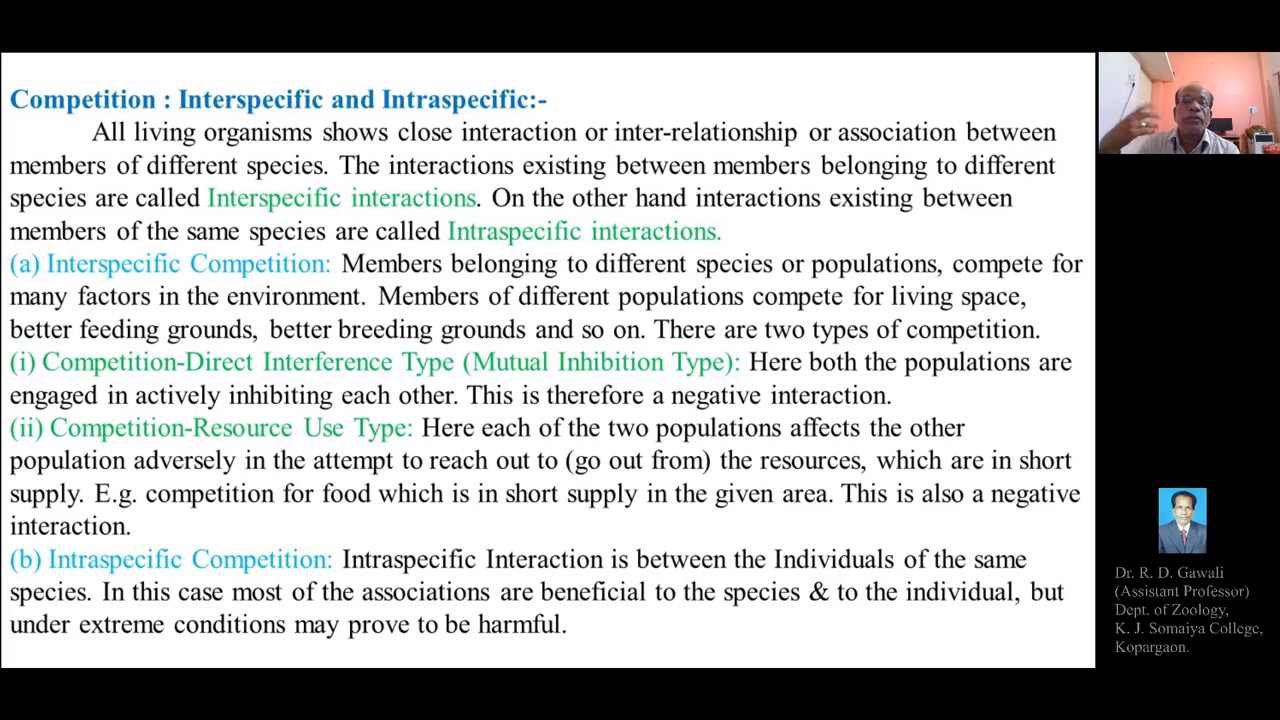 Competition : Interspecific and Intraspecific:-
All living organisms shows close interaction or inter-relationship or association between
members of different species. The interactions existing between members belonging to different
species are called Interspecific interactions. On the other hand interactions existing between
members of the same species are called Intraspecific interactions.
(a) Interspecific Competition: Members belonging to different species or populations, compete for
many factors in the environment. Members of different populations compete for living space,
better feeding grounds, better breeding grounds and so on. There are two types of competition.
(i) Competition-Direct Interference Type (Mutual Inhibition Type): Here both the populations are
engaged in actively inhibiting each other. This is therefore a negative interaction.
(ii) Competition-Resource Use Type: Here each of the two populations affects the other
population adversely in the attempt to reach out to (go out from) the resources, which are in short
supply. E.g. competition for food which is in short supply in the given area. This is also a negative
interaction.
(b) Intraspecific Competition: Intraspecific Interaction is between the Individuals of the same
species. In this case most of the associations are beneficial to the species & to the individual, but
under extreme conditions may prove to be harmful.
Dr. R. D. Gawali
(Assistant Professor)
Dept. of Zoology,
K. J. Somaiya College,
Kopargaon.